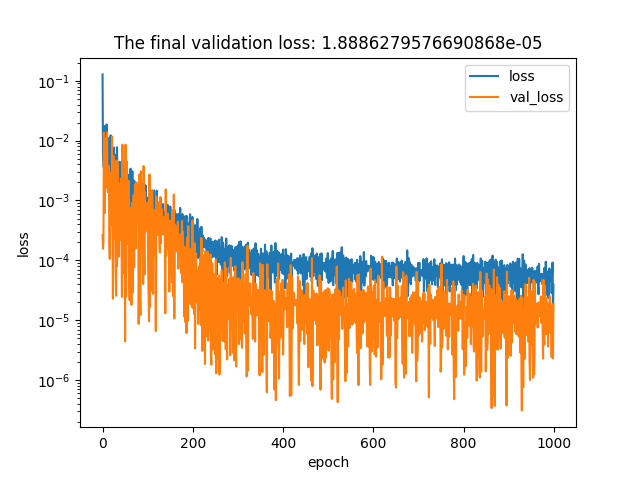 The final validation loss: 1.8886279576690868e-05
loss
val_loss
10⁻¹
10⁻²
10⁻³
10⁻⁴
10⁻⁵
10⁻⁶
loss
0 200 400 600 800 1000
epoch